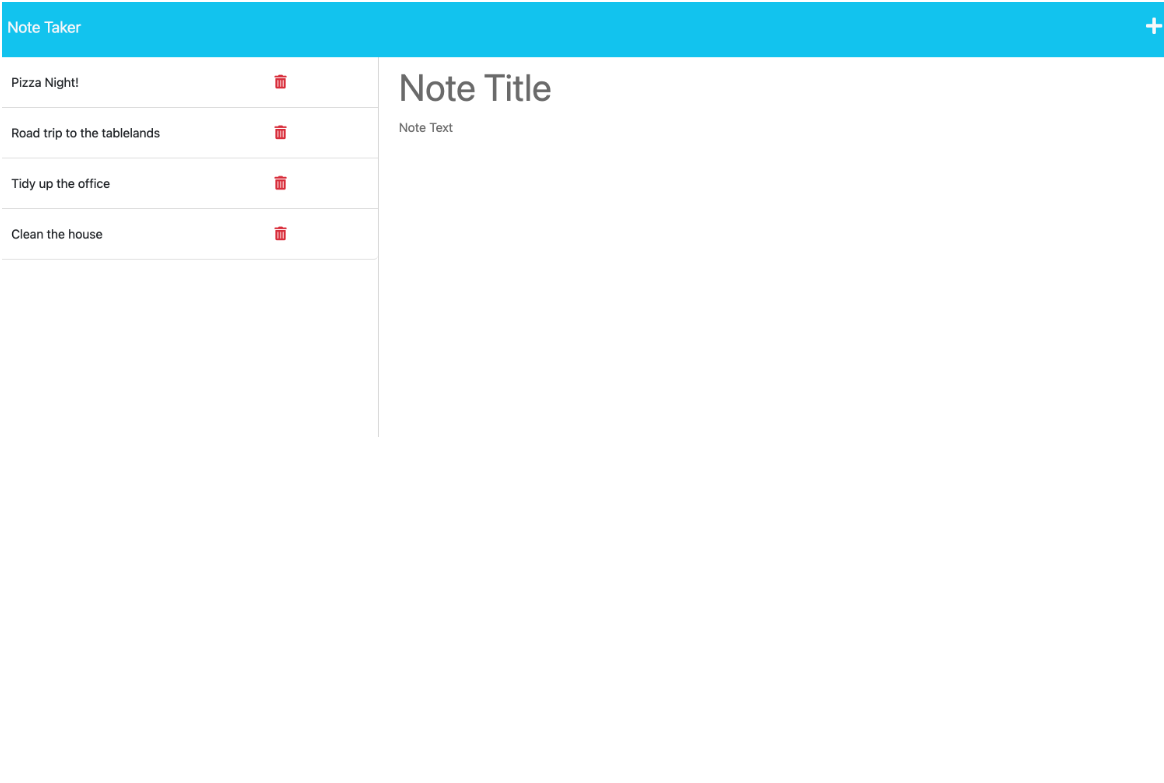 Note Taker
Pizza Night!
Road trip to the tablelands
Tidy up the office
Clean the house
Note Title
Note Text